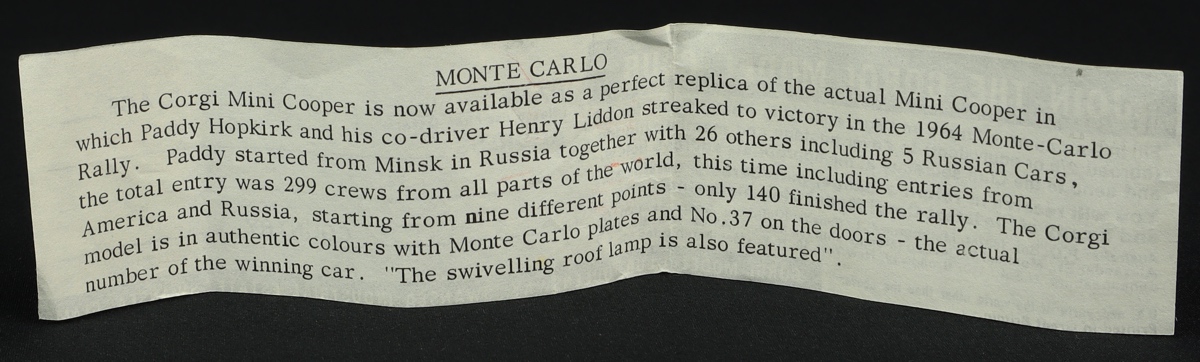 MONTE CARLO
The Corgi Mini Cooper is now available as a perfect replica of the actual Mini Cooper in
which Paddy Hopkirk and his co-driver Henry Liddon streaked to victory in the 1964 Monte-Carlo
Rally. Paddy started from Minsk in Russia together with 26 others including 5 Russian Cars,
the total entry was 299 crews from all parts of the world, this time including entries from
America and Russia, starting from nine different points - only 140 finished the rally. The Corgi
model is in authentic colours with Monte Carlo plates and No.37 on the doors - the actual
number of the winning car. "The swivelling roof lamp is also featured".